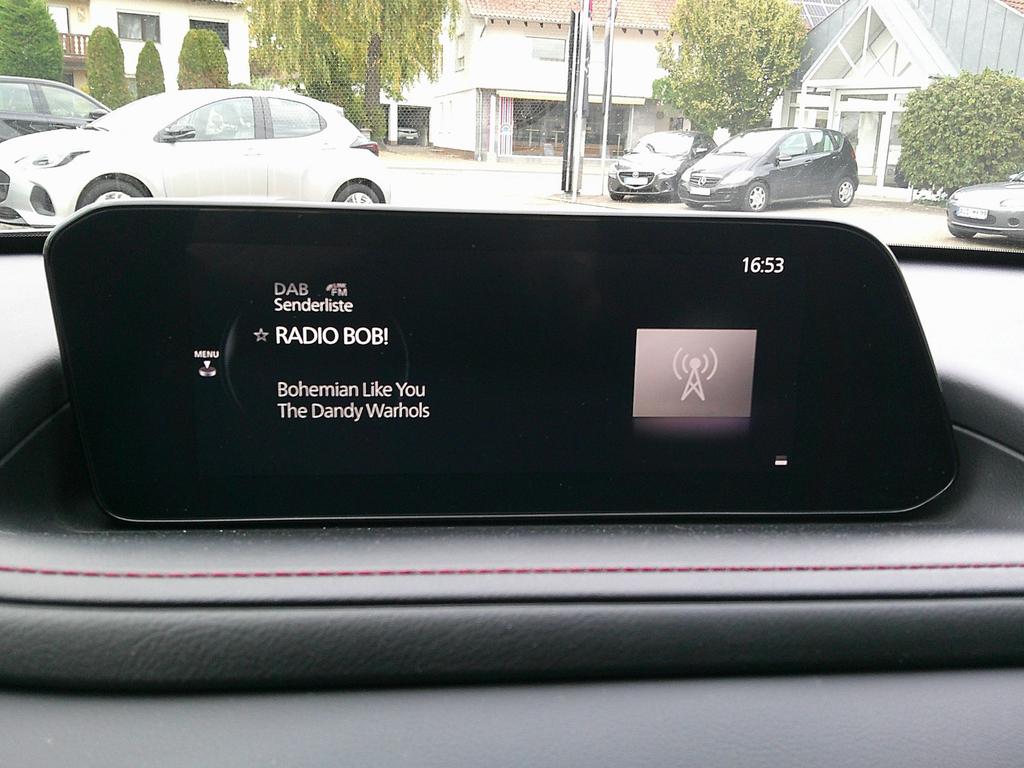 16:53
DAB
FM
Senderliste
RADIO BOB!
MENU
Bohemian Like You
The Dandy Warhols